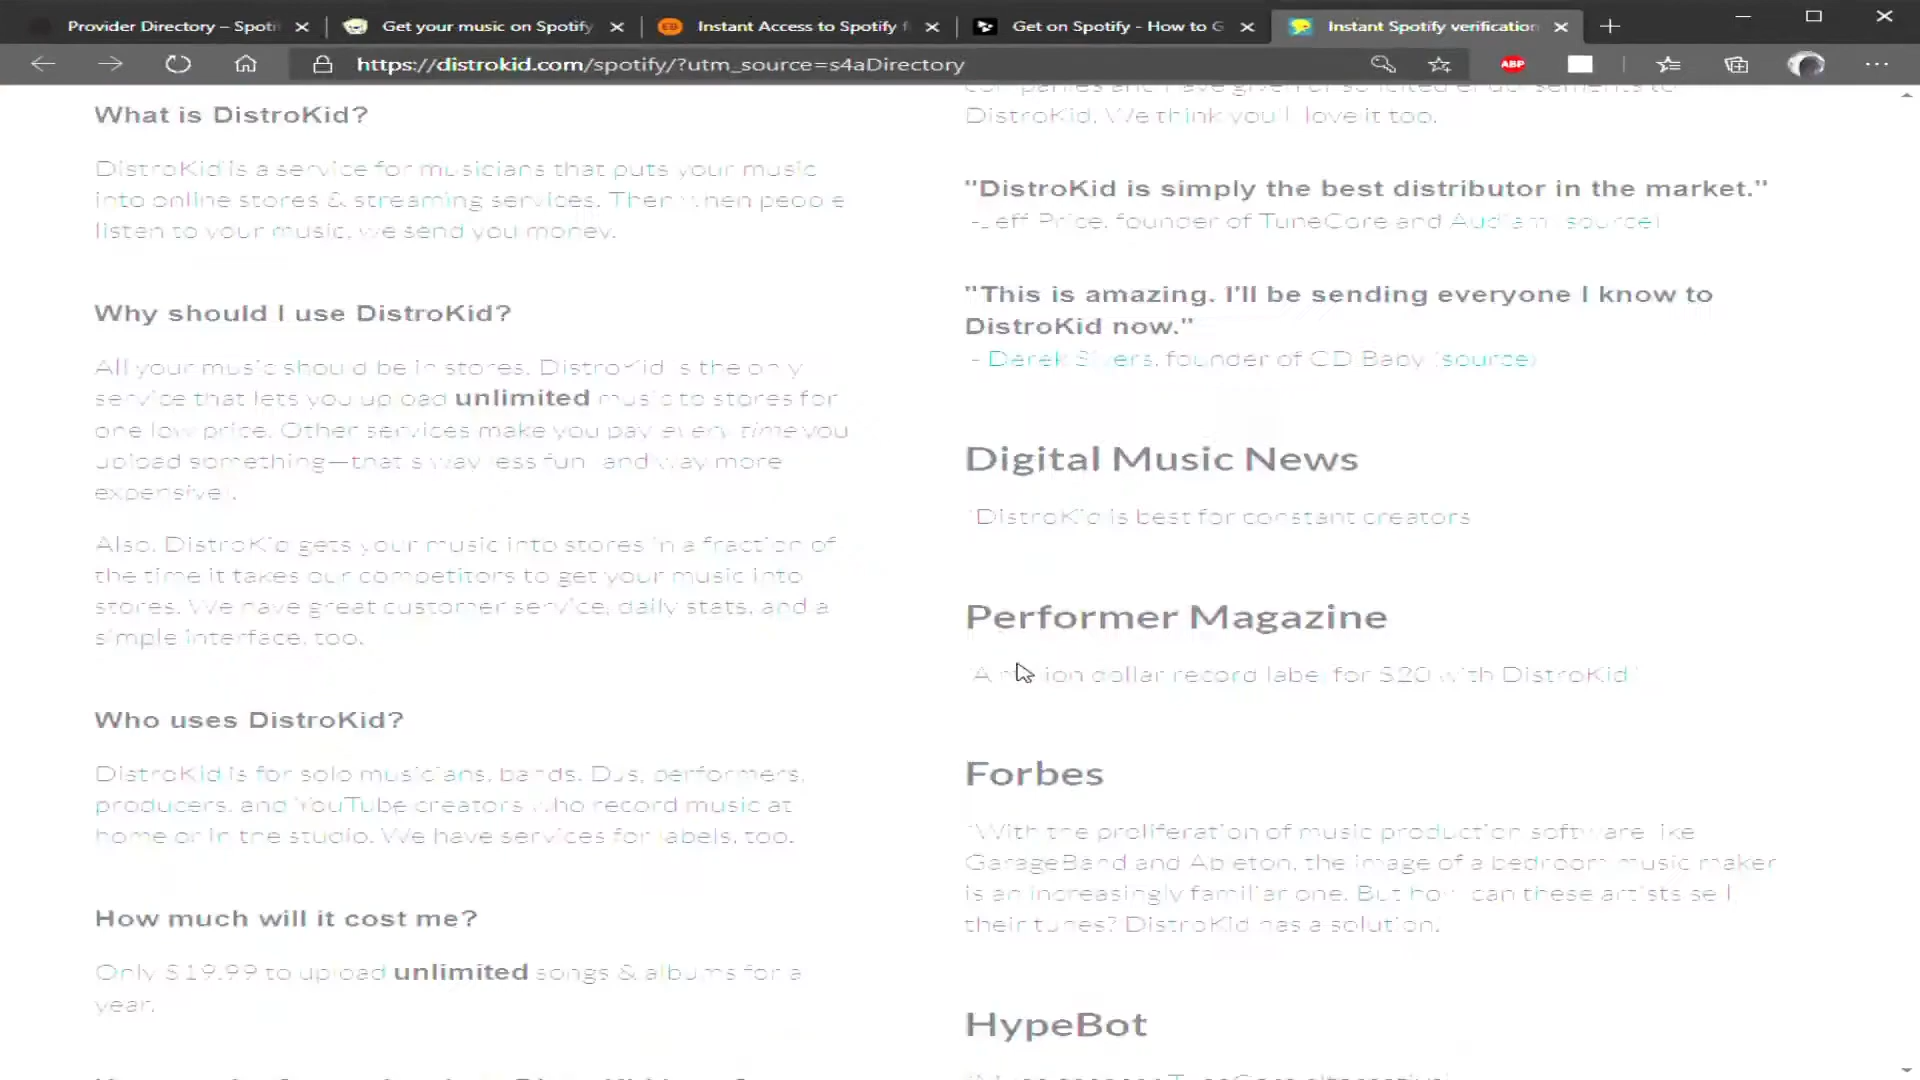 Provider Directory – Spoti
Get your music on Spotify
Instant Access to Spotify f
Get on Spotify - How to G
Instant Spotify verification
https://distrokid.com/spotify/?utm_source=s4aDirectory
ABP
What is DistroKid?
DistroKid is a service for musicians that puts your music
into online stores & streaming services. Then when people
listen to your music, we send you money.
Why should I use DistroKid?
All your music should be in stores. DistroKid is the only
service that lets you upload unlimited music to stores for
one low price. Other services make you pay every time you
upload something—that's way less fun and way more
expensive).
Also, DistroKid gets your music into stores in a fraction of
the time it takes our competitors to get your music into
stores. We have great customer service, daily stats, and a
simple interface, too.
Who uses DistroKid?
DistroKid is for solo musicians, bands, DJs, performers,
producers, and YouTube creators who record music at
home or in the studio. We have services for labels, too.
How much will it cost me?
Only $19.99 to upload unlimited songs & albums for a
year.
DistroKid. We think you'll love it too.
"DistroKid is simply the best distributor in the market."
-Jeff Price, founder of TuneCore and Audiam (source)
"This is amazing. I'll be sending everyone I know to
DistroKid now."
- Derek Sivers, founder of CD Baby (source)
Digital Music News
"DistroKid is best for constant creators
Performer Magazine
"A million dollar record label for $20 with DistroKid"
Forbes
"With the proliferation of music production software like
GarageBand and Ableton, the image of a bedroom music maker
is an increasingly familiar one. But how can these artists sell
their tunes? DistroKid has a solution.
HypeBot